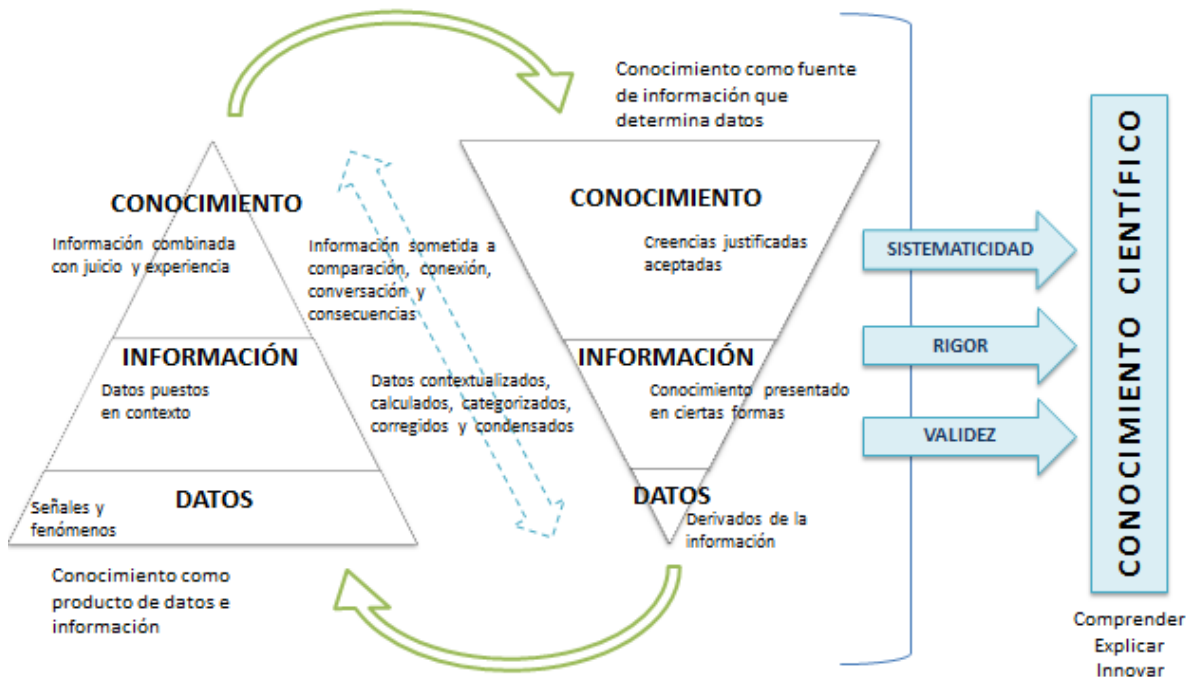 Conocimiento como fuente
de información que
determina datos
CONOCIMIENTO
Información combinada
con juicio y experiencia
Información sometida a
comparación, conexión,
conversación y
consecuencias
INFORMACIÓN
Datos puestos
en contexto
Datos contextualizados,
calculados, categorizados,
corregidos y condensados
DATOS
Señales y
fenómenos
Conocimiento como
producto de datos e
información
CONOCIMIENTO
Creencias justificadas
aceptadas
INFORMACIÓN
Conocimiento presentado
en ciertas formas
DATOS
Derivados de la
información
SISTEMATICIDAD
RIGOR
VALIDEZ
CONOCIMIENTO CIENTÍFICO
Comprender
Explicar
Innovar